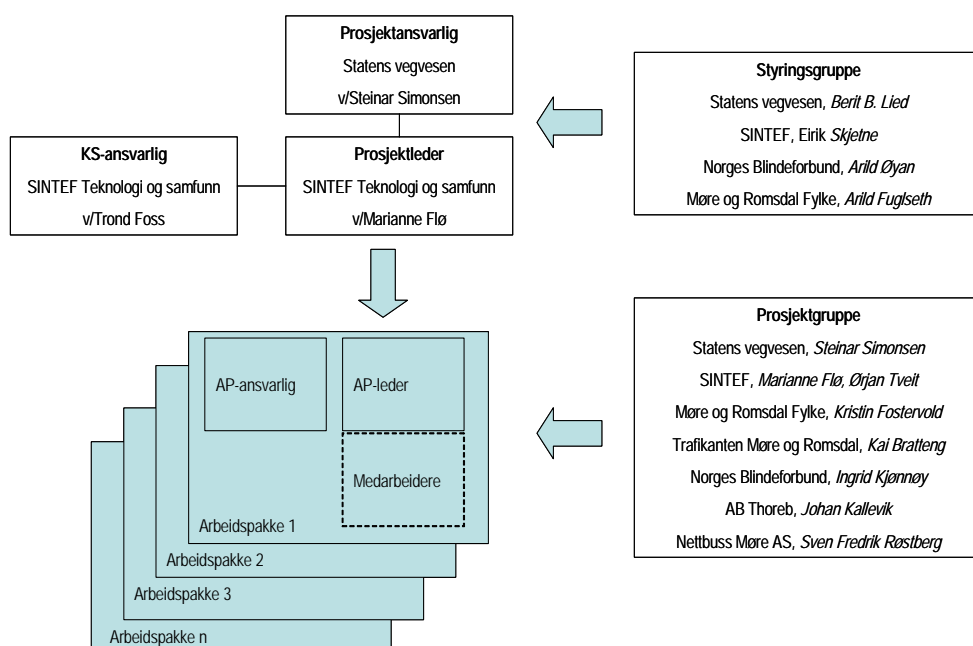 Prosjektansvarlig
Statens vegvesen
v/Steinar Simonsen
Styringsgruppe
Statens vegvesen, Berit B. Lied
SINTEF, Eirik Skjetne
Norges Blindeforbund, Arild Øyan
Møre og Romsdal Fylke, Arild Fuglseth
KS-ansvarlig
SINTEF Teknologi og samfunn
v/Trond Foss
Prosjektleder
SINTEF Teknologi og samfunn
v/Marianne Flø
Prosjektgruppe
Statens vegvesen, Steinar Simonsen
SINTEF, Marianne Flø, Ørjan Tveit
Møre og Romsdal Fylke, Kristin Fostervold
Trafikanten Møre og Romsdal, Kai Bratteng
Norges Blindeforbund, Ingrid Kjønnøy
AB Thoreb, Johan Kallevik
Nettbuss Møre AS, Sven Fredrik Røstberg
AP-ansvarlig
AP-leder
Medarbeidere
Arbeidspakke 1
Arbeidspakke 2
Arbeidspakke 3
Arbeidspakke n